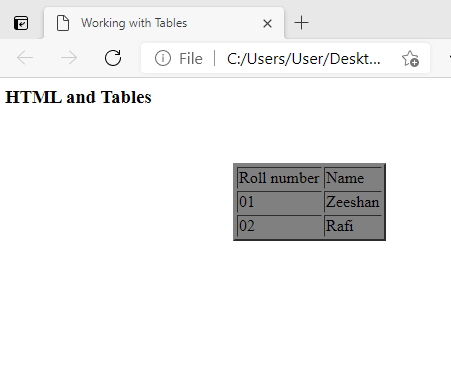 Working with Tables
File C:/Users/User/Deskt...
HTML and Tables
Roll number Name
01 Zeeshan
02 Rafi